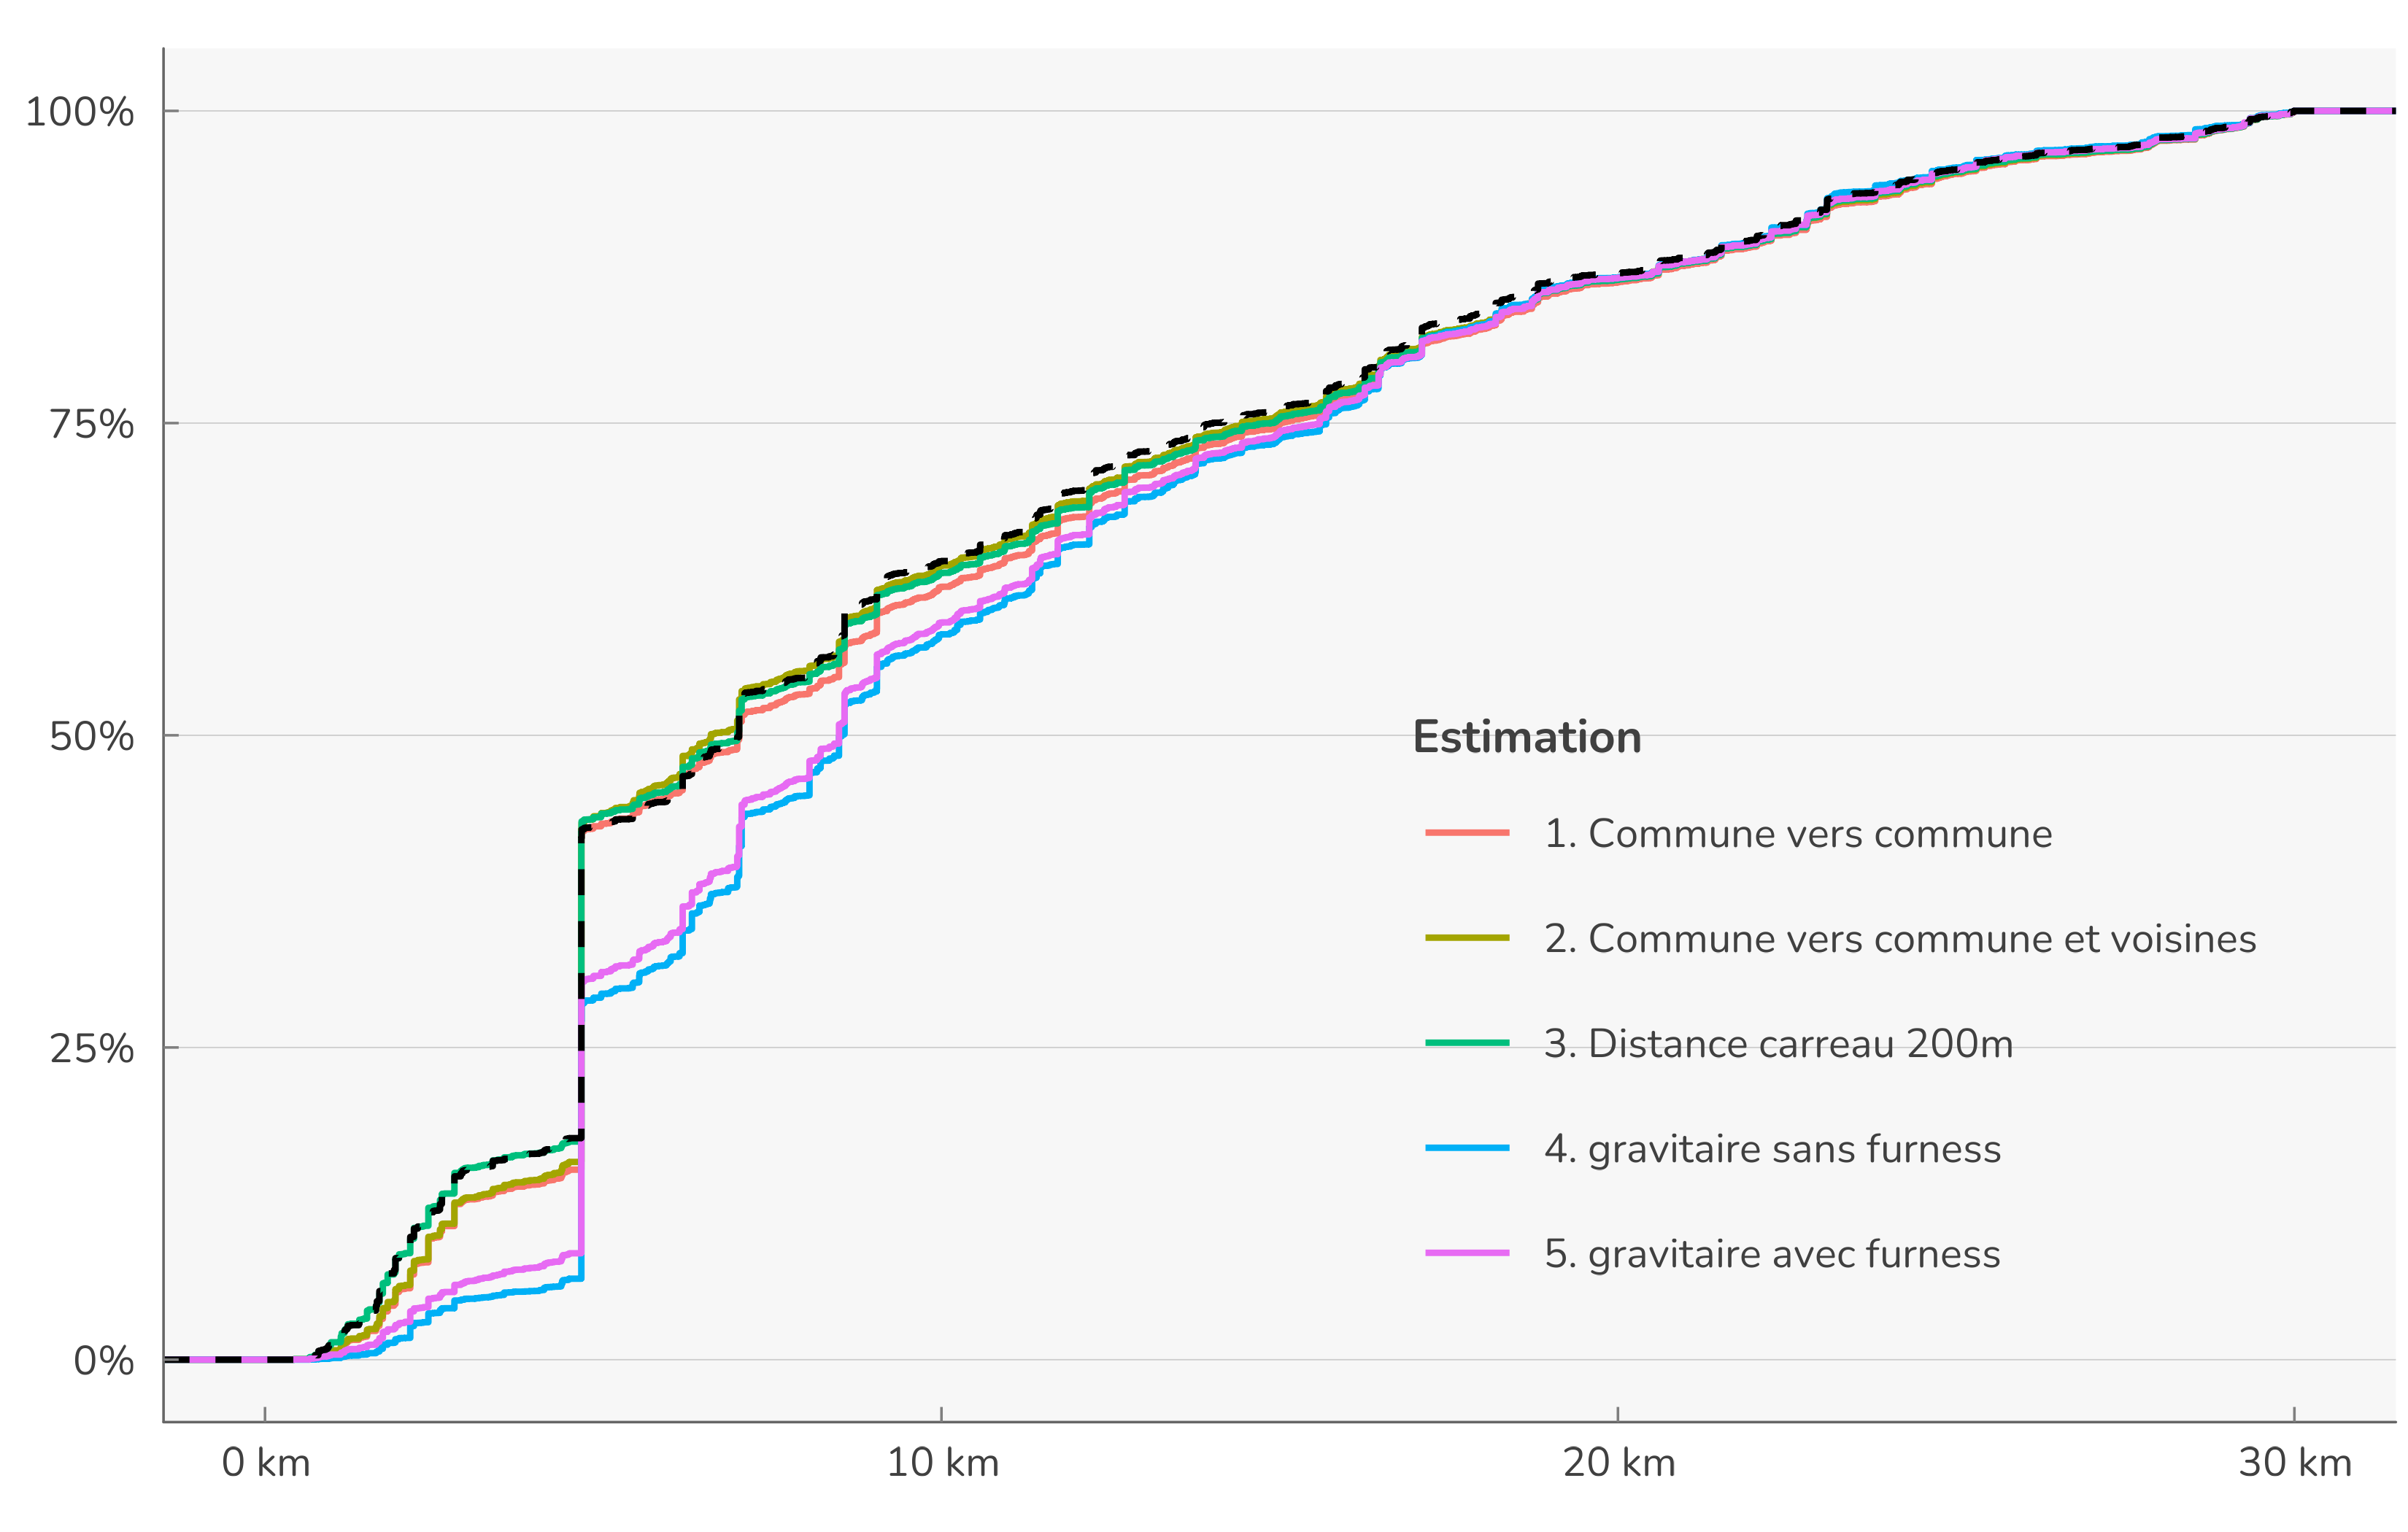 100%
75%
50%
25%
0%
0 km
10 km
20 km
30 km
Estimation
1. Commune vers commune
2. Commune vers commune et voisines
3. Distance carreau 200m
4. gravitaire sans furness
5. gravitaire avec furness